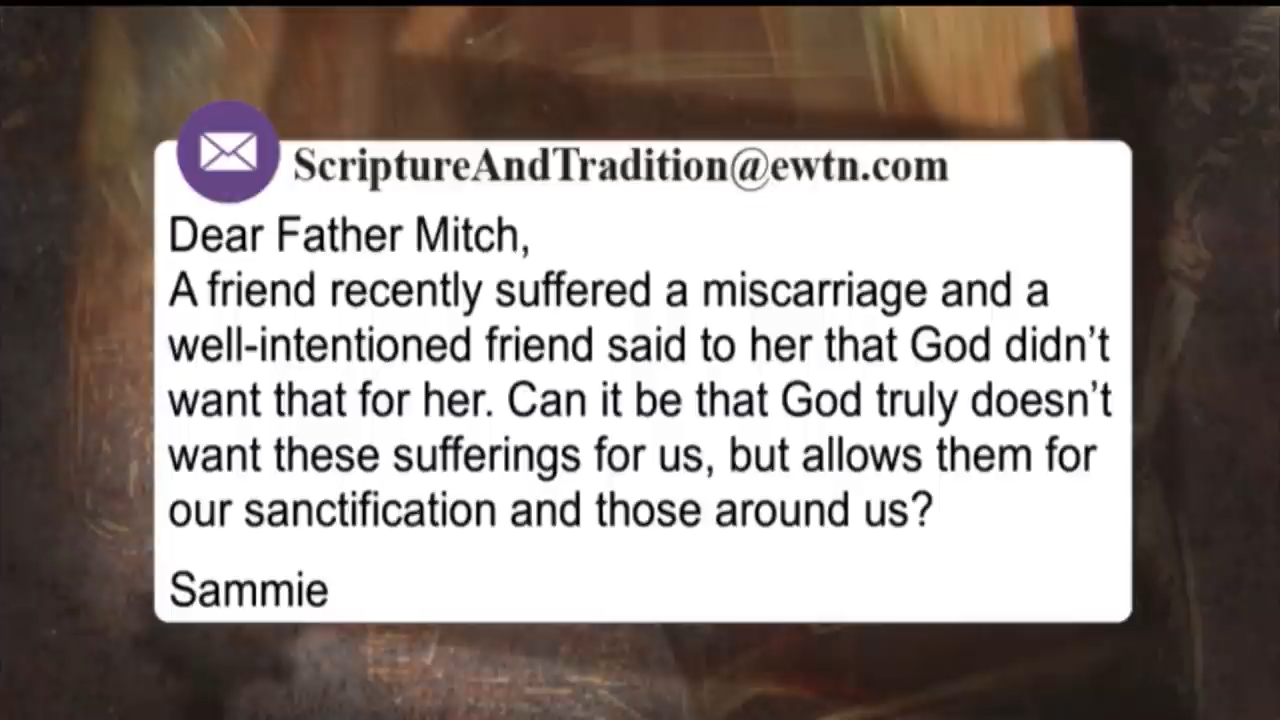 ScriptureAndTradition@ewtn.com
Dear Father Mitch,
A friend recently suffered a miscarriage and a
well-intentioned friend said to her that God didn’t
want that for her. Can it be that God truly doesn’t
want these sufferings for us, but allows them for
our sanctification and those around us?
Sammie